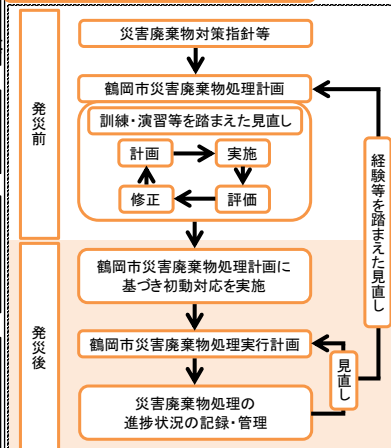 災害廃棄物対策指針等
発災前
鶴岡市災害廃棄物処理計画
訓練・演習等を踏まえた見直し
計画
実施
修正
評価
経験等を踏まえた見直し
発災後
鶴岡市災害廃棄物処理計画に
基づき初動対応を実施
鶴岡市災害廃棄物処理実行計画
見直し
災害廃棄物処理の
進捗状況の記録・管理